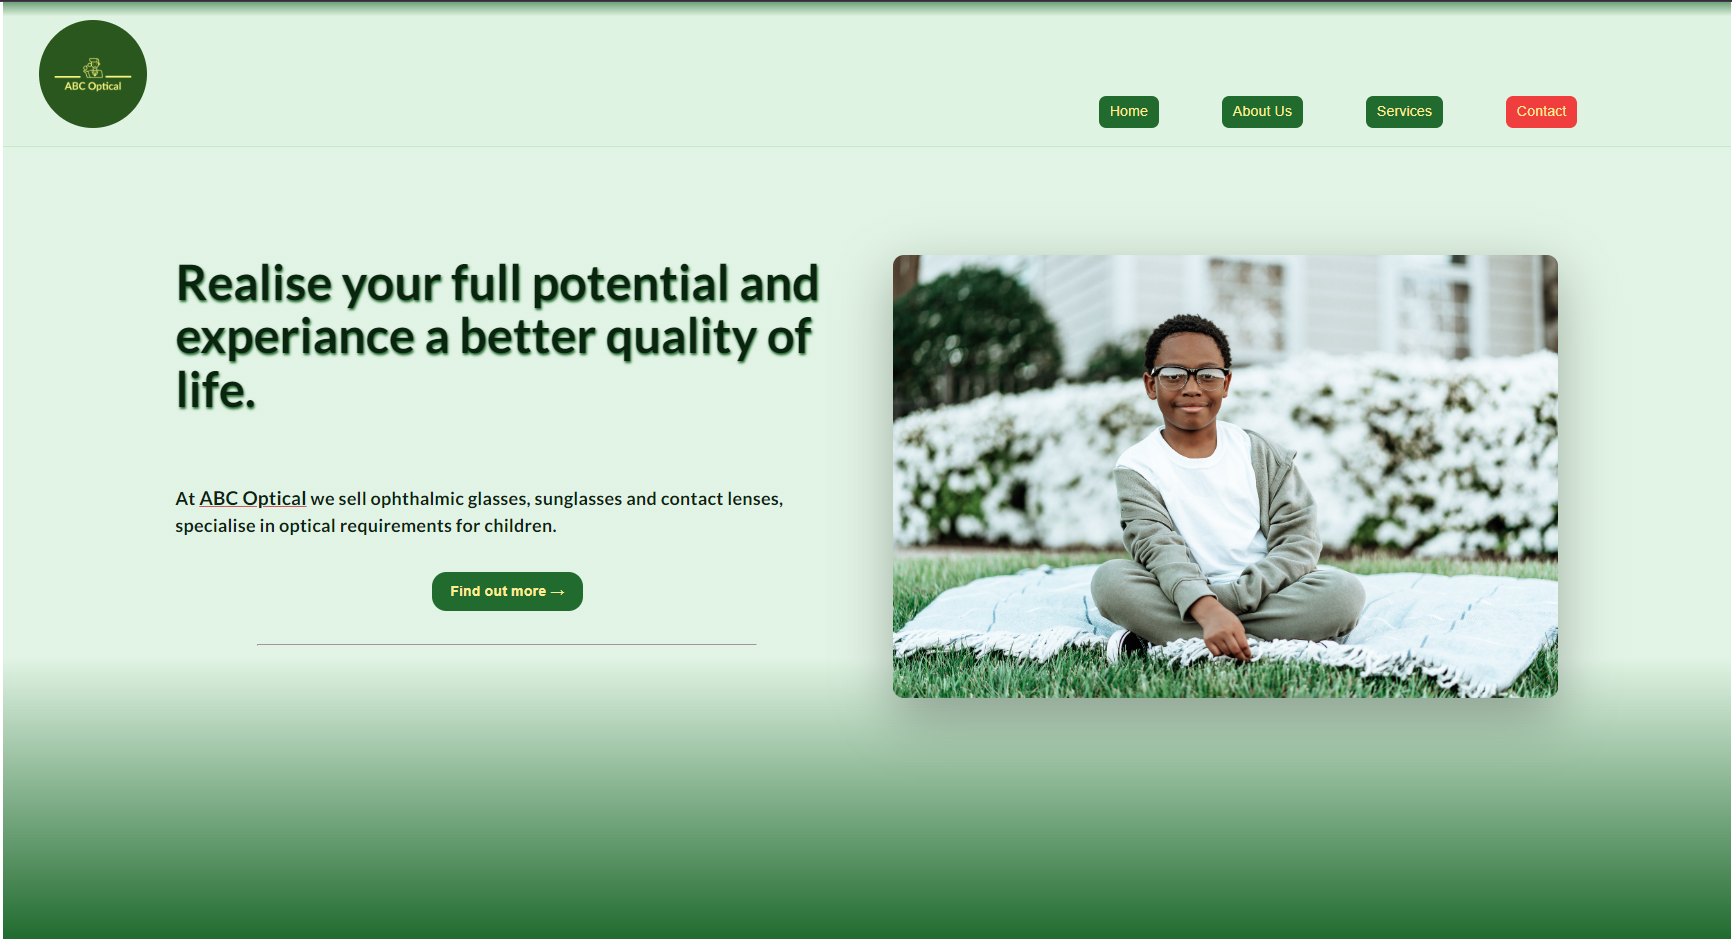 ABC Optical
Home
About Us
Services
Contact
Realise your full potential and
experiance a better quality of
life.
At ABC Optical we sell ophthalmic glasses, sunglasses and contact lenses,
specialise in optical requirements for children.
Find out more →